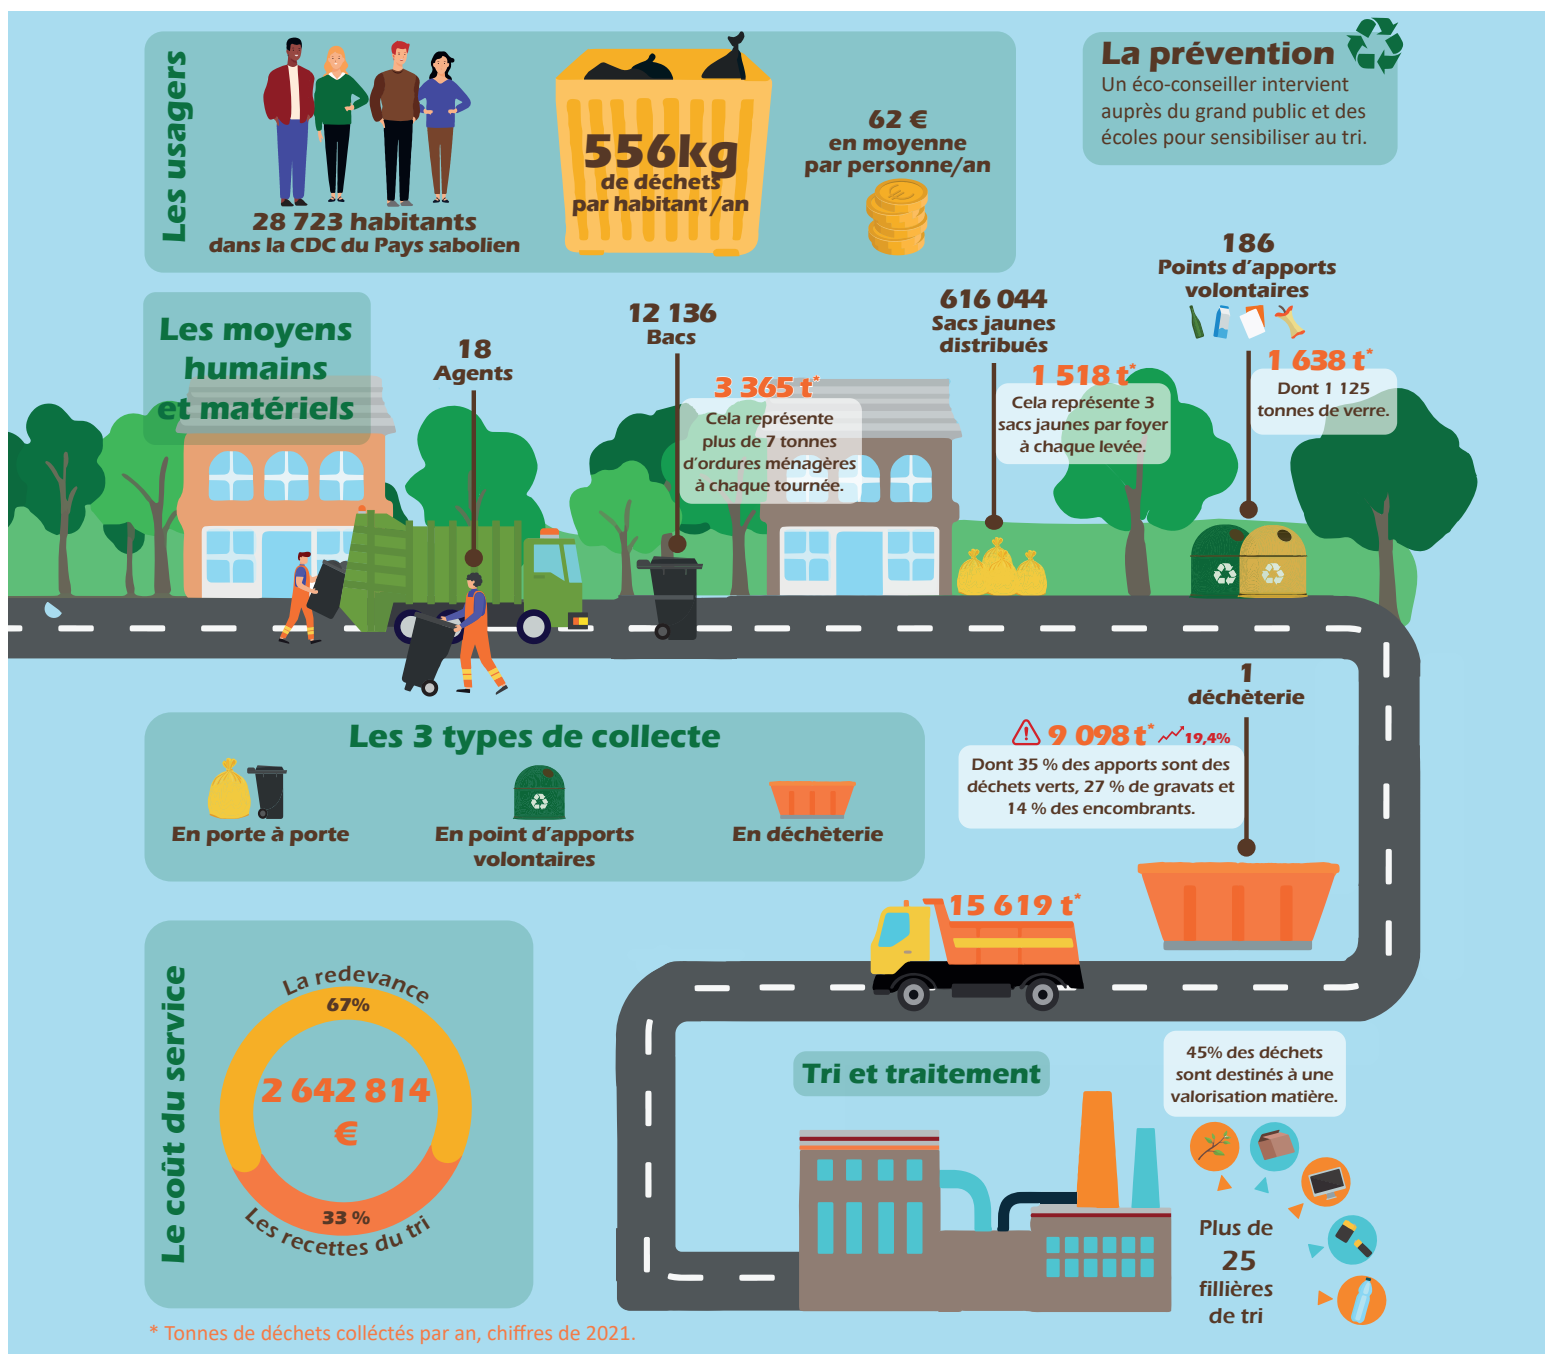 Les usagers
28 723 habitants
dans la CDC du Pays sabolien
556kg
de déchets
par habitant /an
62 €
en moyenne
par personne/an
La prévention
Un éco-conseiller intervient
auprès du grand public et des
écoles pour sensibiliser au tri.
Les moyens
humains
et matériels
18
Agents
12 136
Bacs
3 365 t*
Cela représente
plus de 7 tonnes
d'ordures ménagères
à chaque tournée.
616 044
Sacs jaunes
distribués
1 518 t*
Cela représente 3
sacs jaunes par foyer
à chaque levée.
186
Points d'apports
volontaires
1 638 t*
Dont 1 125
tonnes de verre.
1
déchèterie
9 098 t* 19,4%
Dont 35 % des apports sont des
déchets verts, 27 % de gravats et
14 % des encombrants.
Les 3 types de collecte
En porte à porte
En point d'apports
volontaires
En déchèterie
15 619 t*
Le coût du service
La redevance
67%
2 642 814
€
33 %
Les recettes du tri
Tri et traitement
45% des déchets
sont destinés à une
valorisation matière.
Plus de
25
fillières
de tri
* Tonnes de déchets colléctés par an, chiffres de 2021.